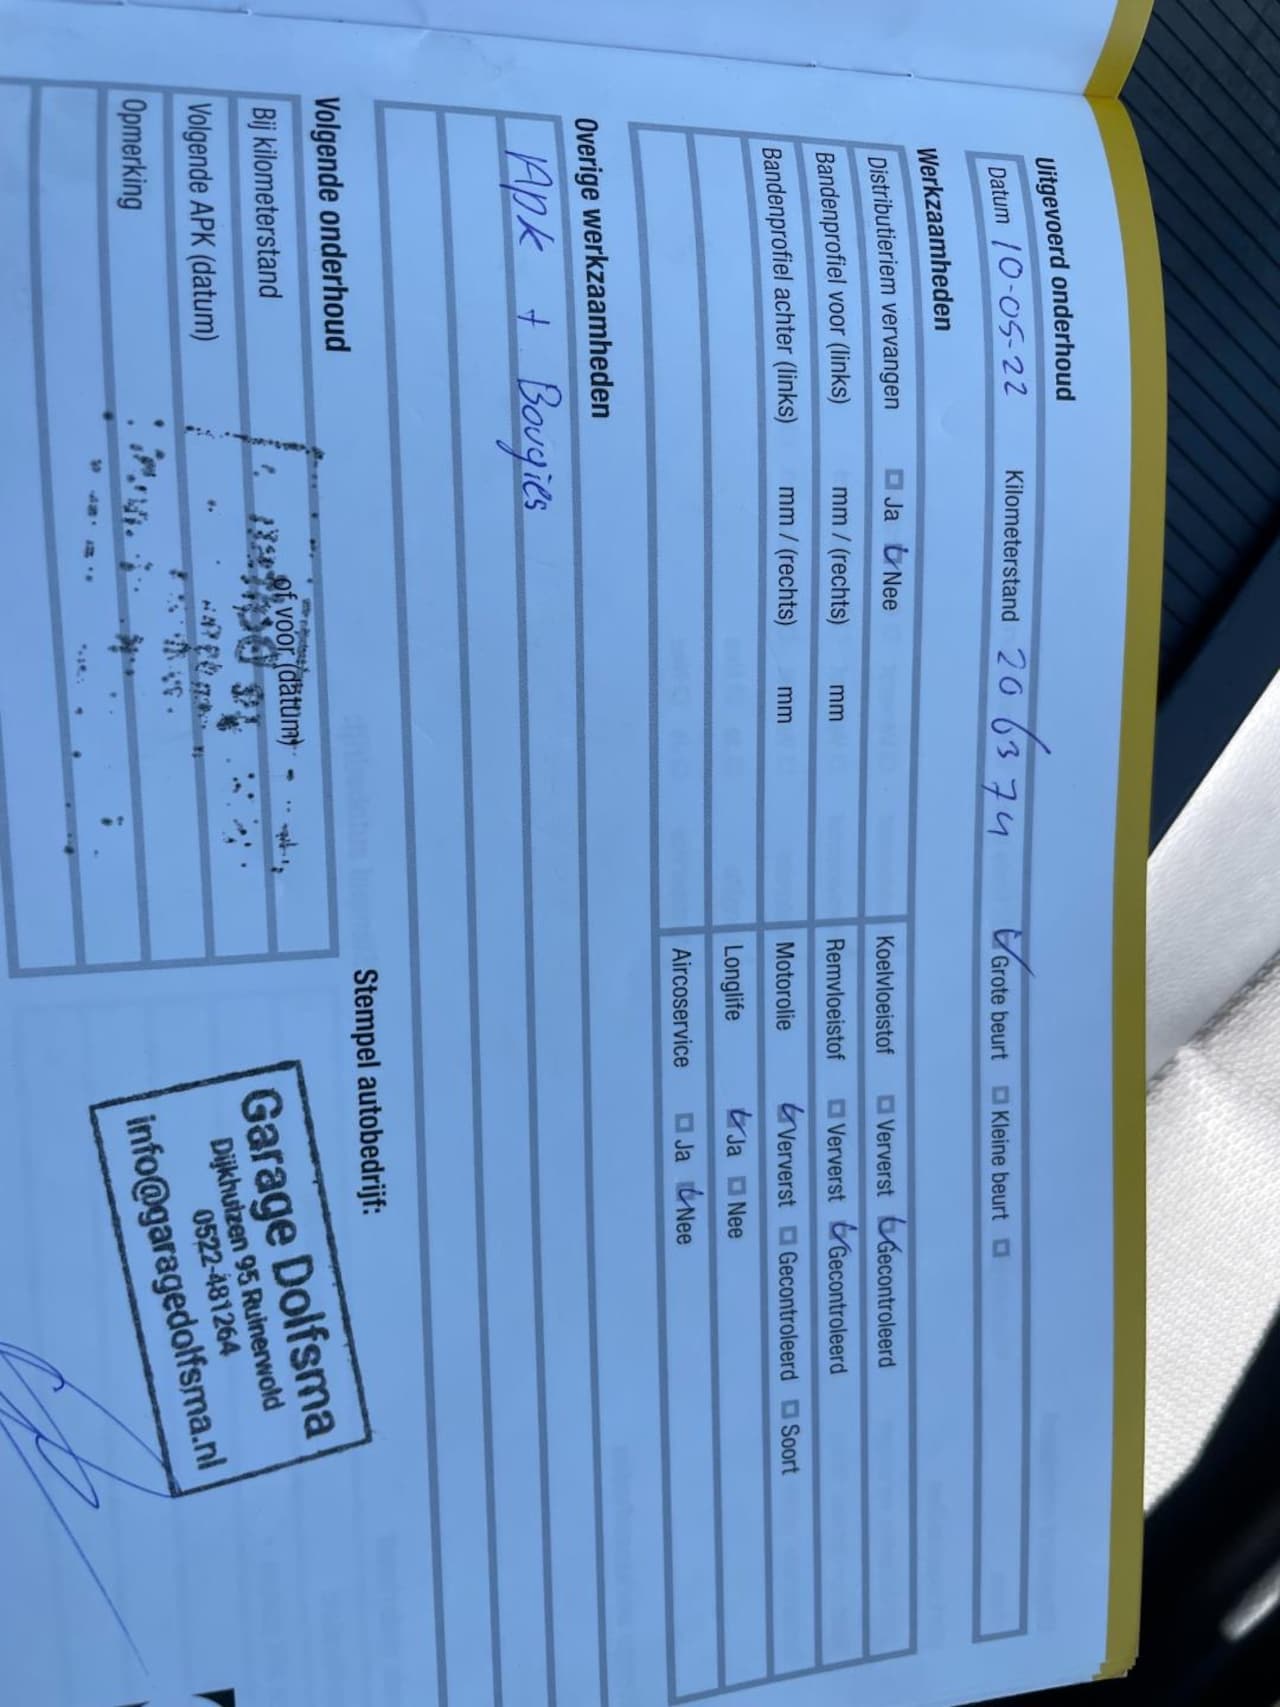 Uitgevoerd onderhoud
Datum 10-05-22 Kilometerstand 206374 Grote beurt Kleine beurt
Werkzaamheden
Distributieriem vervangen Ja Nee Koelvloeistof Ververst Gecontroleerd
Bandenprofiel voor (links) mm / (rechts) mm Remvloeistof Ververst Gecontroleerd
Bandenprofiel achter (links) mm / (rechts) mm Motorolie Ververst Gecontroleerd Soort
Longlife Ja Nee
Aircoservice Ja Nee
Overige werkzaamheden
Apk + Bougies
Volgende onderhoud
Bij kilometerstand of voor (datum)
Volgende APK (datum)
Opmerking
Stempel autobedrijf:
Garage Dolfsma
Dijkhuizen 95 Ruinerwold
0522-481264
info@garagedolfsma.nl